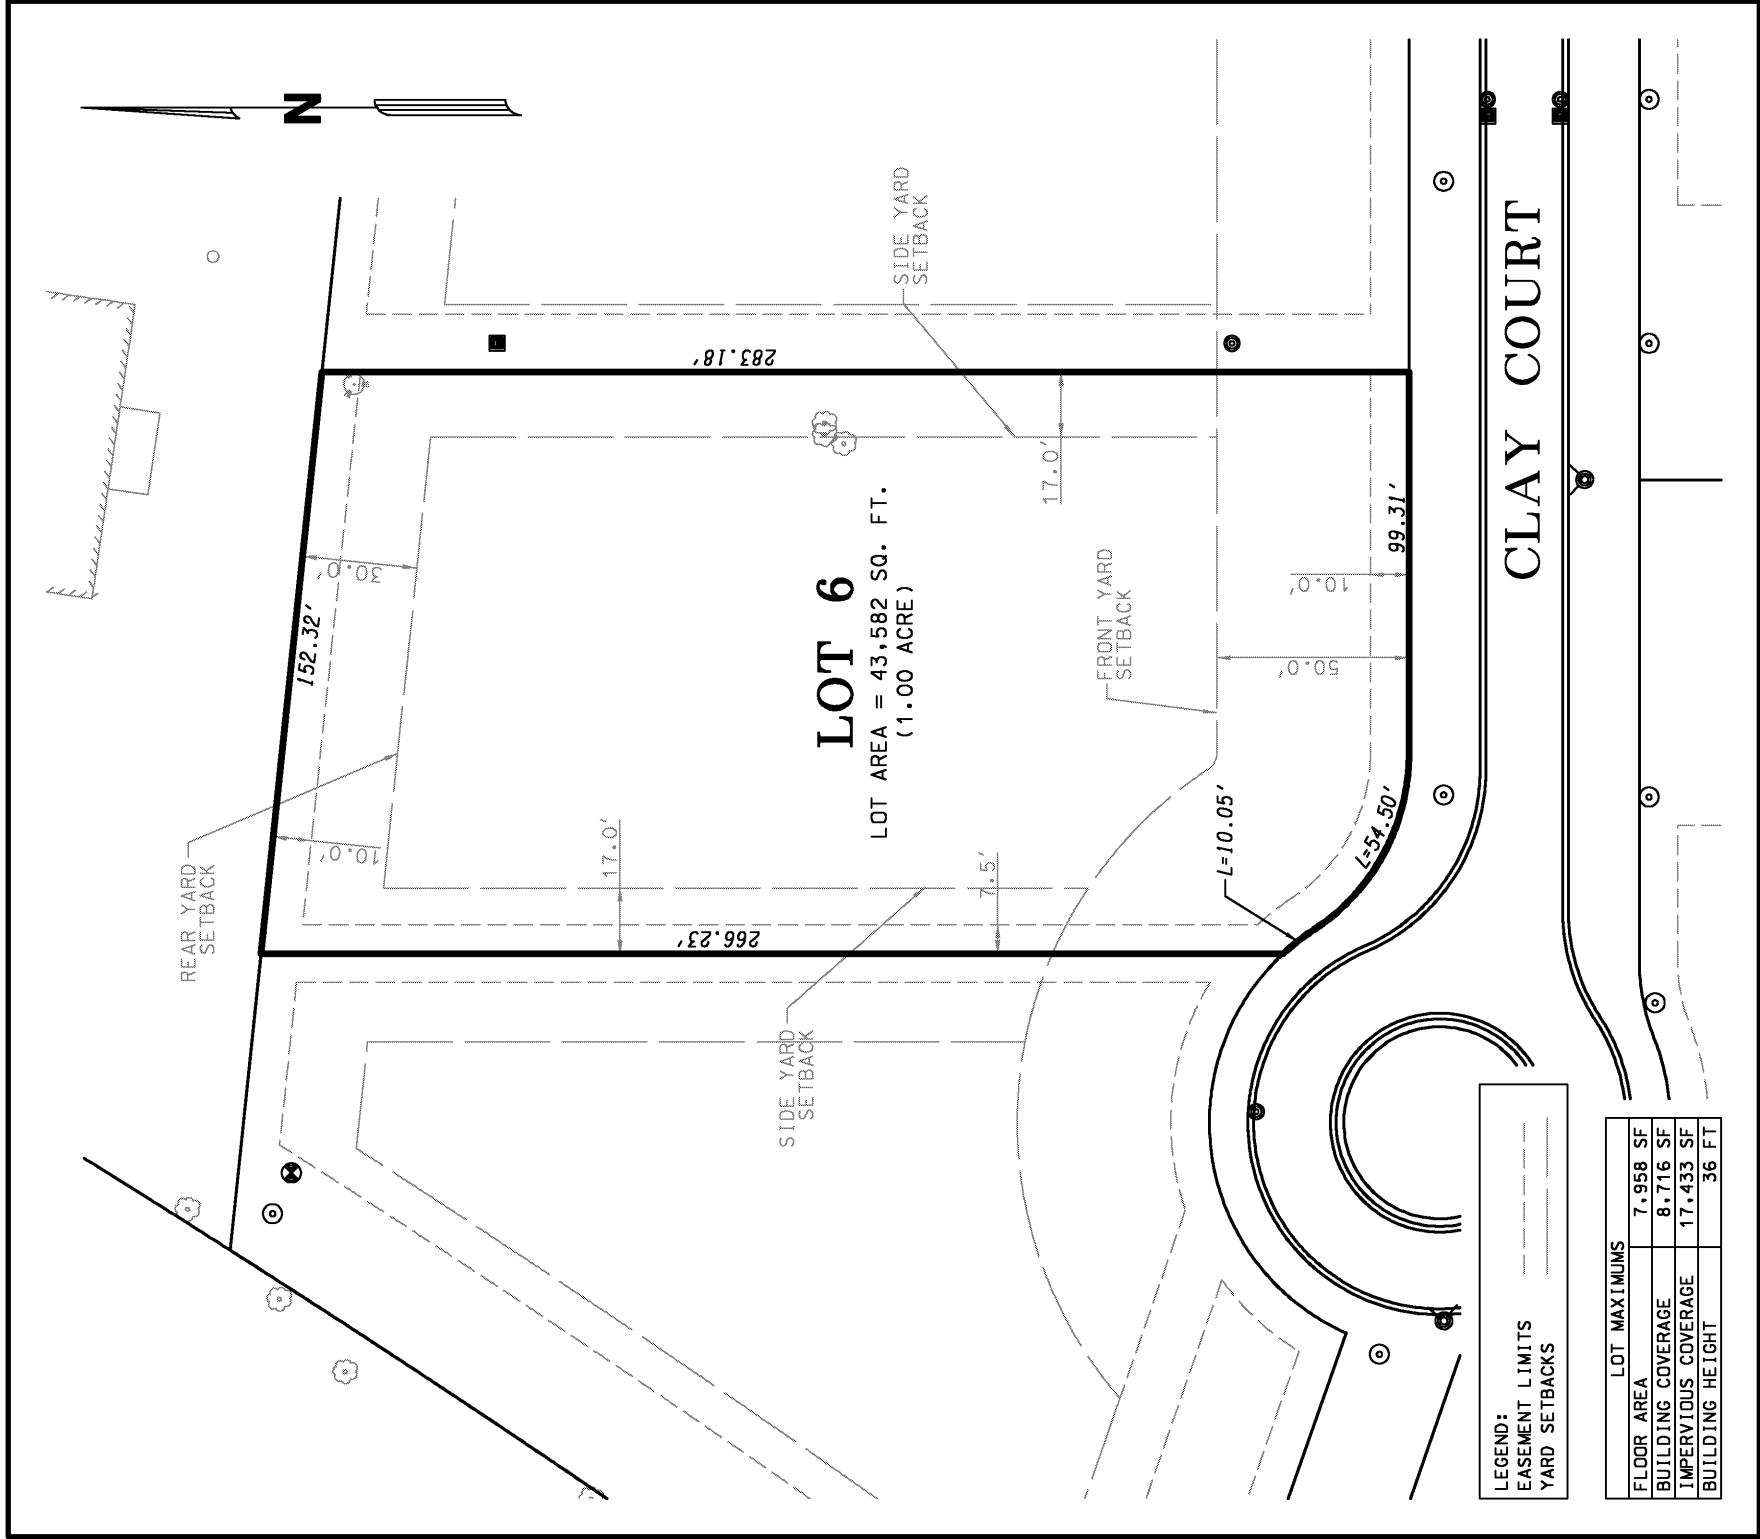 N
REAR YARD
SETBACK
152.32'
30.0'
10.0'
283.18'
SIDE YARD
SETBACK
17.0'
LOT 6
LOT AREA = 43,582 SQ. FT.
(1.00 ACRE)
17.0'
7.5'
266.23'
SIDE YARD
SETBACK
FRONT YARD
SETBACK
50.0'
10.0'
99.31'
L=10.05'
L=54.50'
CLAY COURT
LEGEND:
EASEMENT LIMITS
YARD SETBACKS
LOT MAXIMUMS
FLOOR AREA 7,958 SF
BUILDING COVERAGE 8,716 SF
IMPERVIOUS COVERAGE 17,433 SF
BUILDING HEIGHT 36 FT